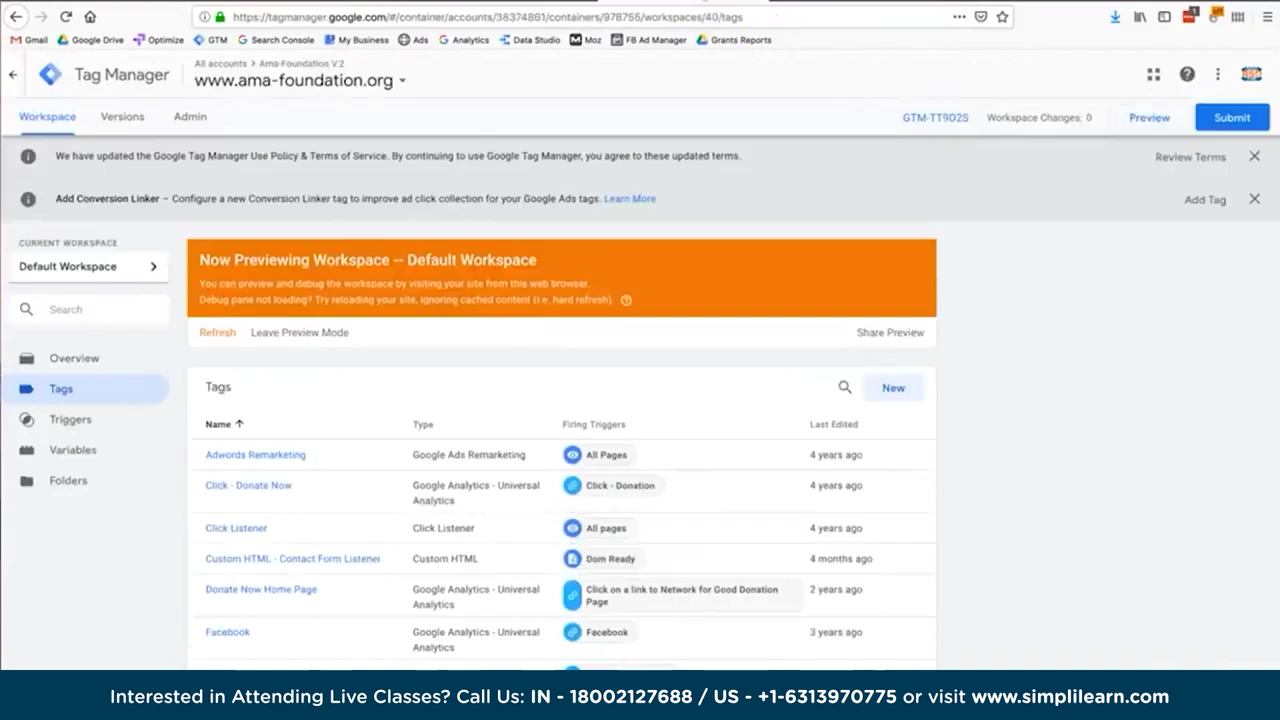 https://tagmanager.google.com/#/container/accounts/38374861/containers/978756/workspaces/40/tags
Gmail Google Drive Optimize GTM Search Console My Business Ads Analytics Data Studio Moz FB Ad Manager Grants Reports
All accounts > Ama-Foundation V.2
Tag Manager www.ama-foundation.org
Workspace Versions Admin GTM-TT9D2S Workspace Changes: 0 Preview Submit
We have updated the Google Tag Manager Use Policy & Terms of Service. By continuing to use Google Tag Manager, you agree to these updated terms. Review Terms
Add Conversion Linker – Configure a new Conversion Linker tag to improve ad click collection for your Google Ads tags. Learn More Add Tag
CURRENT WORKSPACE
Default Workspace
Search
Overview
Tags
Triggers
Variables
Folders
Now Previewing Workspace -- Default Workspace
You can preview and debug the workspace by visiting your site from this web browser.
Debug pane not loading? Try reloading your site, ignoring cached content (i.e. hard refresh).
Refresh Leave Preview Mode Share Preview
Tags New
Name Type Firing Triggers Last Edited
Adwords Remarketing Google Ads Remarketing All Pages 4 years ago
Click - Donate Now Google Analytics - Universal Click - Donation 4 years ago
Analytics
Click Listener Click Listener All pages 4 years ago
Custom HTML - Contact Form Listener Custom HTML Dom Ready 4 months ago
Donate Now Home Page Google Analytics - Universal Click on a link to Network for Good Donation 2 years ago
Analytics Page
Facebook Google Analytics - Universal Facebook 3 years ago
Analytics
Interested in Attending Live Classes? Call Us: IN - 18002127688 / US - +1-6313970775 or visit www.simplilearn.com